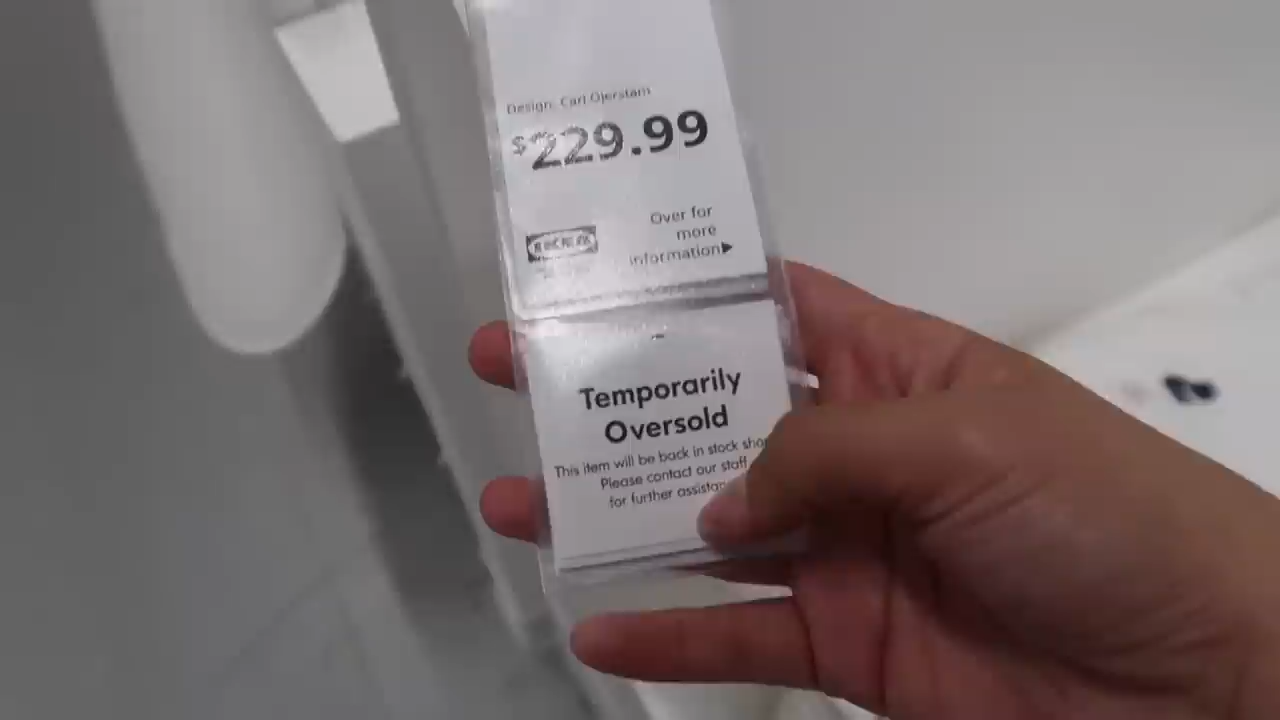 Design: Carl Öjerstam
$229.99
Over for
more
information▶
Temporarily
Oversold
This item will be back in stock
Please contact our staff
for further